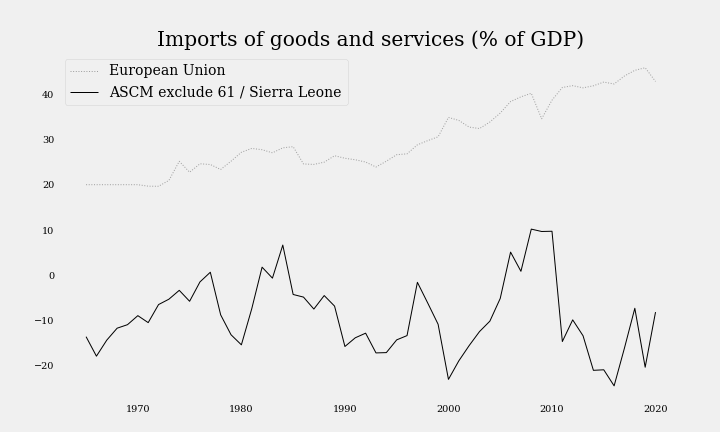 Imports of goods and services (% of GDP)
European Union
ASCM exclude 61 / Sierra Leone
40
30
20
10
0
−10
−20
1970 1980 1990 2000 2010 2020